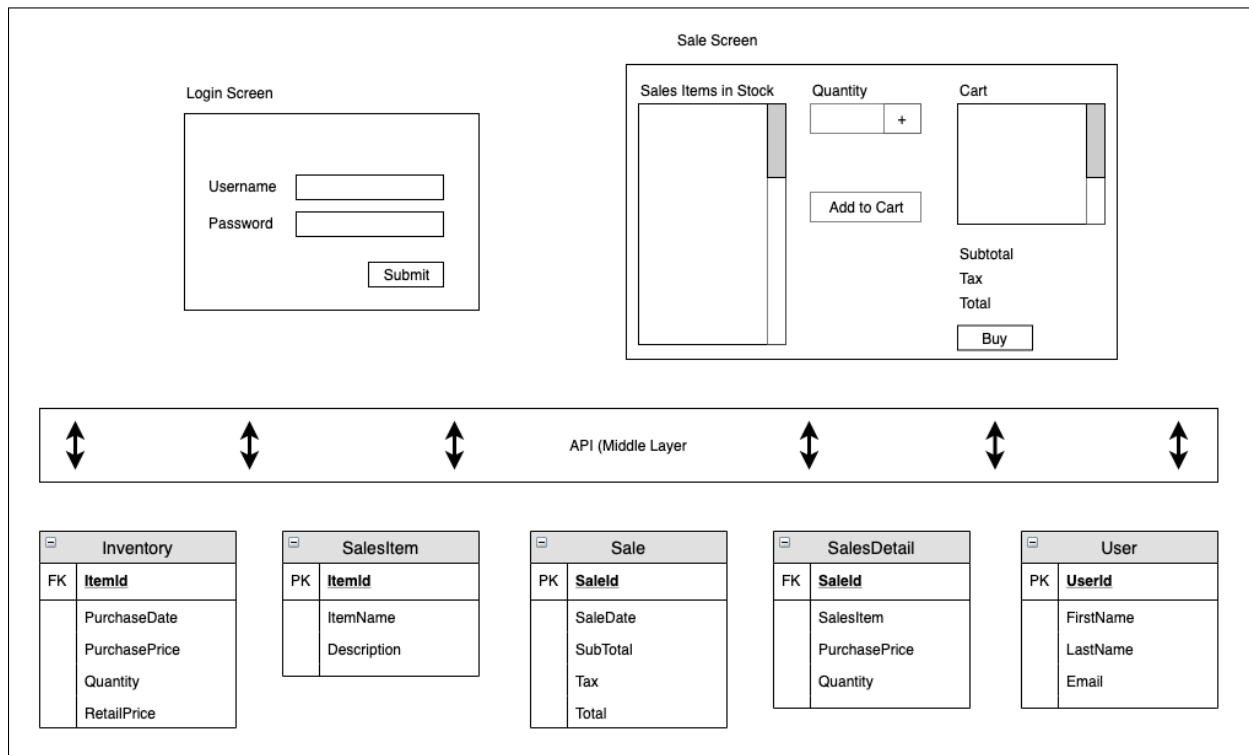 Sale Screen
Login Screen
Username
Password
Submit
Sales Items in Stock
Quantity
+
Add to Cart
Cart
Subtotal
Tax
Total
Buy
API (Middle Layer
Inventory
FK ItemId
PurchaseDate
PurchasePrice
Quantity
RetailPrice
SalesItem
PK ItemId
ItemName
Description
Sale
PK SaleId
SaleDate
SubTotal
Tax
Total
SalesDetail
FK SaleId
SalesItem
PurchasePrice
Quantity
User
PK UserId
FirstName
LastName
Email